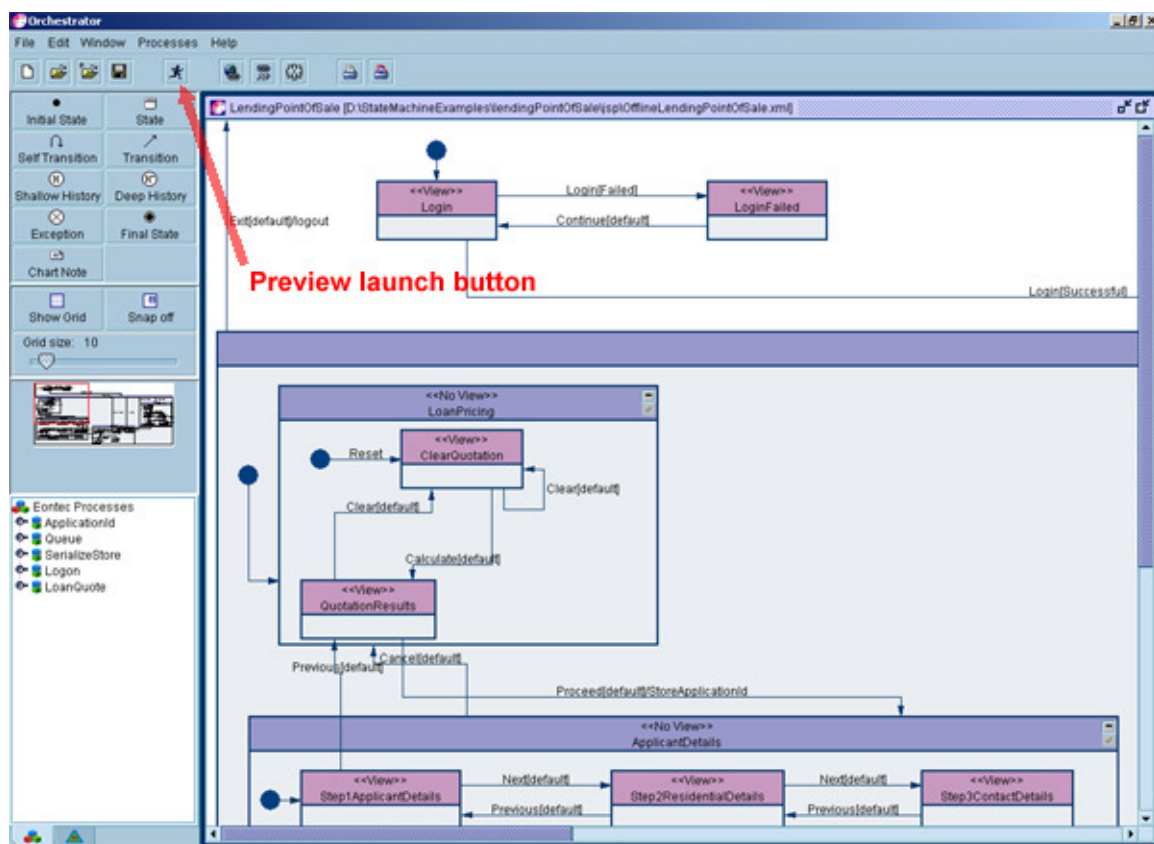 Orchestrator
File Edit Window Processes Help
Initial State State
Self Transition Transition
Shallow History Deep History
Exception Final State
Chart Note
Show Grid Snap off
Grid size: 10
Eontec Processes
ApplicationId
Queue
SerializeStore
Logon
LoanQuote
LendingPointOfSale [D:\StateMachineExamples\lendingPointOfSale\jsp\OfflineLendingPointOfSale.xml]
<<View>>
Login
Login[Failed]
<<View>>
LoginFailed
Continue[default]
Exit[default]/logout
Preview launch button
Login[Successful]
<<No View>>
LoanPricing
Reset
<<View>>
ClearQuotation
Clear[default]
Clear[default]
Calculate[default]
<<View>>
QuotationResults
Previous[default]
Cancel[default]
Proceed[default]/StoreApplicationId
<<No View>>
ApplicantDetails
<<View>>
Step1ApplicantDetails
Next[default]
Previous[default]
<<View>>
Step2ResidentialDetails
Next[default]
Previous[default]
<<View>>
Step3ContactDetails